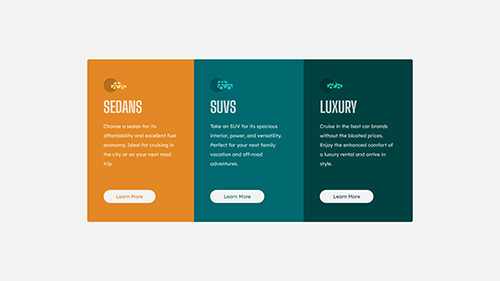 SEDANS
Choose a sedan for its
affordability and excellent fuel
economy. Ideal for cruising in
the city or on your next road
trip.
Learn More
SUVS
Take an SUV for its spacious
interior, power, and versatility.
Perfect for your next family
vacation and off-road
adventures.
Learn More
LUXURY
Cruise in the best car brands
without the bloated prices.
Enjoy the enhanced comfort of
a luxury rental and arrive in
style.
Learn More